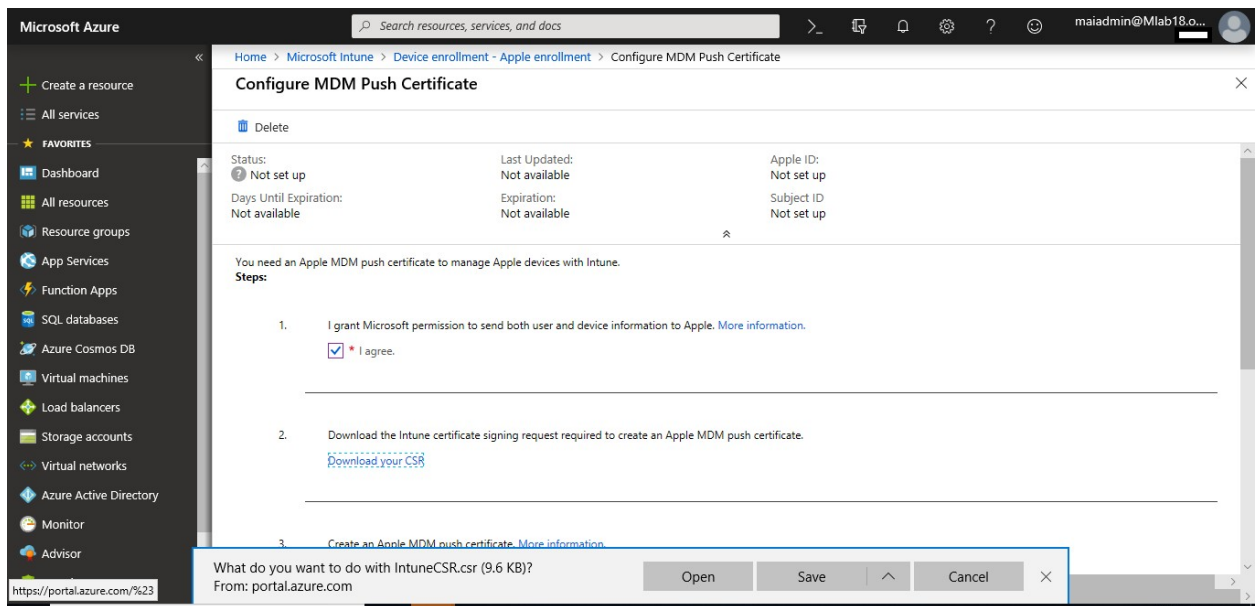 Microsoft Azure
Search resources, services, and docs
maiadmin@Mlab18.o...
Home > Microsoft Intune > Device enrollment - Apple enrollment > Configure MDM Push Certificate
Configure MDM Push Certificate
Create a resource
All services
FAVORITES
Dashboard
All resources
Resource groups
App Services
Function Apps
SQL databases
Azure Cosmos DB
Virtual machines
Load balancers
Storage accounts
Virtual networks
Azure Active Directory
Monitor
Advisor
https://portal.azure.com/%23
Delete
Status:
Not set up
Last Updated:
Not available
Apple ID:
Not set up
Days Until Expiration:
Not available
Expiration:
Not available
Subject ID
Not set up
You need an Apple MDM push certificate to manage Apple devices with Intune.
Steps:
1. I grant Microsoft permission to send both user and device information to Apple. More information.
* I agree.
2. Download the Intune certificate signing request required to create an Apple MDM push certificate.
Download your CSR
3. Create an Apple MDM push certificate. More information.
What do you want to do with IntuneCSR.csr (9.6 KB)?
From: portal.azure.com
Open
Save
Cancel